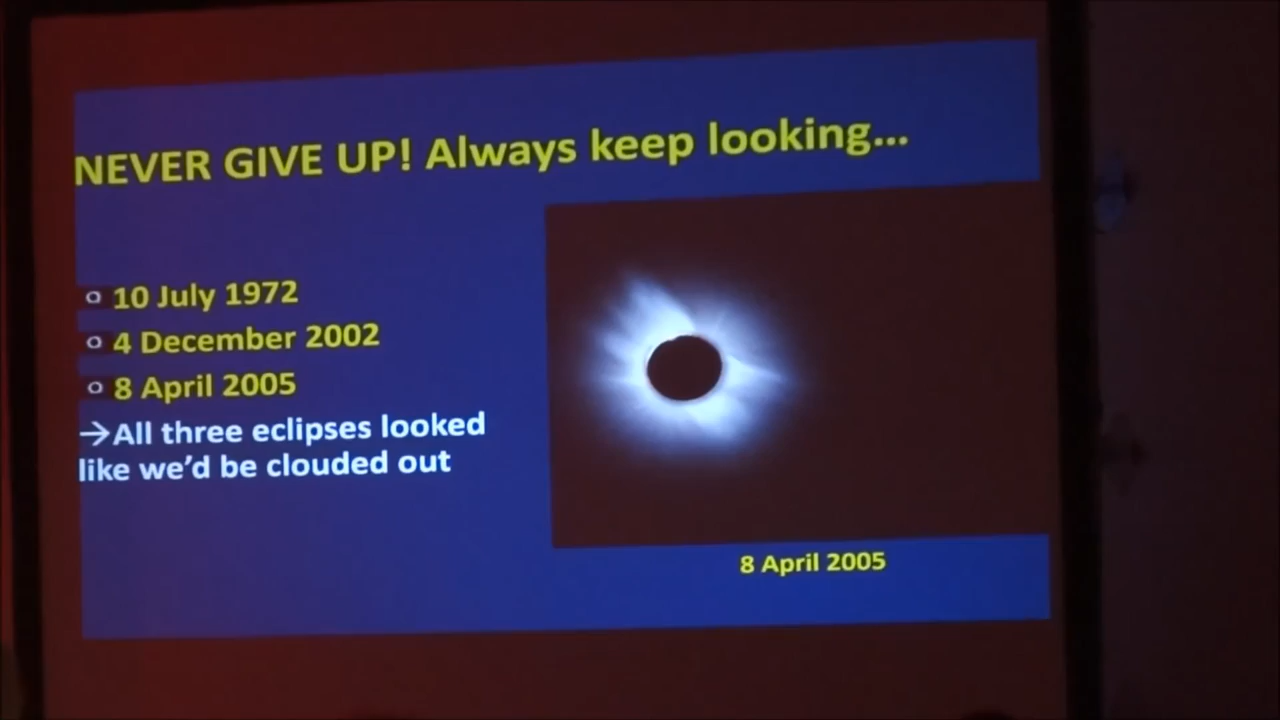 NEVER GIVE UP! Always keep looking...
10 July 1972
4 December 2002
8 April 2005
→All three eclipses looked
like we'd be clouded out
8 April 2005